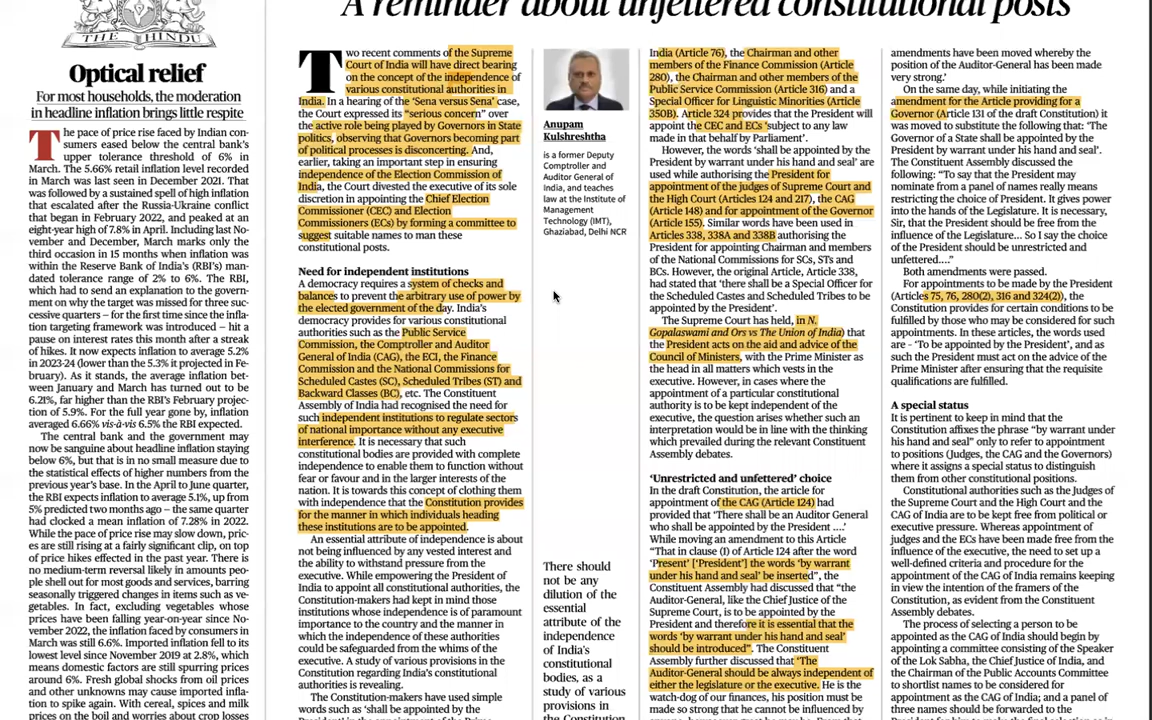 A reminder about unfettered constitutional posts
THE HINDU
Optical relief
For most households, the moderation
in headline inflation brings little respite
The pace of price rise faced by Indian con-
sumers eased below the central bank's
upper tolerance threshold of 6% in
March. The 5.66% retail inflation level recorded
in March was last seen in December 2021. That
was followed by a sustained spell of high inflation
that escalated after the Russia-Ukraine conflict
that began in February 2022, and peaked at an
eight-year high of 7.8% in April. Including last No-
vember and December, March marks only the
third occasion in 15 months when inflation was
within the Reserve Bank of India's (RBI's) man-
dated tolerance range of 2% to 6%. The RBI,
which had to send an explanation to the govern-
ment on why the target was missed for three suc-
cessive quarters – for the first time since the infla-
tion targeting framework was introduced – hit a
pause on interest rates this month after a streak
of hikes. It now expects inflation to average 5.2%
in 2023-24 (lower than the 5.3% it projected in Fe-
bruary). As it stands, the average inflation bet-
ween January and March has turned out to be
6.21%, far higher than the RBI's February projec-
tion of 5.9%. For the full year gone by, inflation
averaged 6.66% vis-à-vis 6.5% the RBI expected.
The central bank and the government may
now be sanguine about headline inflation staying
below 6%, but that is in no small measure due to
the statistical effects of higher numbers from the
previous year's base. In the April to June quarter,
the RBI expects inflation to average 5.1%, up from
5% predicted two months ago – the same quarter
had clocked a mean inflation of 7.28% in 2022.
While the pace of price rise may slow down, pric-
es are still rising at a fairly significant clip, on top
of price hikes effected in the past year. There is
no medium-term reversal likely in amounts peo-
ple shell out for most goods and services, barring
seasonally triggered changes in items such as ve-
getables. In fact, excluding vegetables whose
prices have been falling year-on-year since No-
vember 2022, the inflation faced by consumers in
March was still 6.6%. Imported inflation fell to its
lowest level since November 2019 at 2.8%, which
means domestic factors are still spurring prices
around 6%. Fresh global shocks from oil prices
and other unknowns may cause imported infla-
tion to spike again. With cereal, spices and milk
prices on the boil and worries about crop losses
Two recent comments of the Supreme
Court of India will have direct bearing
on the concept of the independence of
various constitutional authorities in
India. In a hearing of the 'Sena versus Sena' case,
the Court expressed its "serious concern" over
the active role being played by Governors in State
politics, observing that Governors becoming part
of political processes is disconcerting. And,
earlier, taking an important step in ensuring
independence of the Election Commission of
India, the Court divested the executive of its sole
discretion in appointing the Chief Election
Commissioner (CEC) and Election
Commissioners (ECs) by forming a committee to
suggest suitable names to man these
constitutional posts.
Need for independent institutions
A democracy requires a system of checks and
balances to prevent the arbitrary use of power by
the elected government of the day. India's
democracy provides for various constitutional
authorities such as the Public Service
Commission, the Comptroller and Auditor
General of India (CAG), the ECI, the Finance
Commission and the National Commissions for
Scheduled Castes (SC), Scheduled Tribes (ST) and
Backward Classes (BC), etc. The Constituent
Assembly of India had recognised the need for
such independent institutions to regulate sectors
of national importance without any executive
interference. It is necessary that such
constitutional bodies are provided with complete
independence to enable them to function without
fear or favour and in the larger interests of the
nation. It is towards this concept of clothing them
with independence that the Constitution provides
for the manner in which individuals heading
these institutions are to be appointed.
An essential attribute of independence is about
not being influenced by any vested interest and
the ability to withstand pressure from the
executive. While empowering the President of
India to appoint all constitutional authorities, the
Constitution-makers had kept in mind those
institutions whose independence is of paramount
importance to the country and the manner in
which the independence of these authorities
could be safeguarded from the whims of the
executive. A study of various provisions in the
Constitution regarding India's constitutional
authorities is revealing.
The Constitution-makers have used simple
words such as 'shall be appointed by the
Anupam
Kulshreshtha
is a former Deputy
Comptroller and
Auditor General of
India, and teaches
law at the Institute of
Management
Technology (IMT),
Ghaziabad, Delhi NCR
There should
not be any
dilution of the
essential
attribute of the
independence
of India's
constitutional
bodies, as a
study of various
provisions in
the Constitution
India (Article 76), the Chairman and other
members of the Finance Commission (Article
280), the Chairman and other members of the
Public Service Commission (Article 316) and a
Special Officer for Linguistic Minorities (Article
350B). Article 324 provides that the President will
appoint the CEC and ECs 'subject to any law
made in that behalf by Parliament'.
However, the words 'shall be appointed by the
President by warrant under his hand and seal' are
used while authorising the President for
appointment of the judges of Supreme Court and
the High Court (Articles 124 and 217), the CAG
(Article 148) and for appointment of the Governor
(Article 155). Similar words have been used in
Articles 338, 338A and 338B authorising the
President for appointing Chairman and members
of the National Commissions for SCs, STs and
BCs. However, the original Article, Article 338,
had stated that 'there shall be a Special Officer for
the Scheduled Castes and Scheduled Tribes to be
appointed by the President'.
The Supreme Court has held, in N.
Gopalaswami and Ors vs The Union of India) that
the President acts on the aid and advice of the
Council of Ministers, with the Prime Minister as
the head in all matters which vests in the
executive. However, in cases where the
appointment of a particular constitutional
authority is to be kept independent of the
executive, the question arises whether such an
interpretation would be in line with the thinking
which prevailed during the relevant Constituent
Assembly debates.
'Unrestricted and unfettered' choice
In the draft Constitution, the article for
appointment of the CAG (Article 124) had
provided that 'There shall be an Auditor General
who shall be appointed by the President ....'
While moving an amendment to this Article
"That in clause (I) of Article 124 after the word
'Present' ['President'] the words 'by warrant
under his hand and seal' be inserted", the
Constituent Assembly had discussed that "the
Auditor-General, like the Chief Justice of the
Supreme Court, is to be appointed by the
President and therefore it is essential that the
words 'by warrant under his hand and seal'
should be introduced". The Constituent
Assembly further discussed that 'The
Auditor-General should be always independent of
either the legislature or the executive. He is the
watch-dog of our finances, his position must be
made so strong that he cannot be influenced by
amendments have been moved whereby the
position of the Auditor-General has been made
very strong.'
On the same day, while initiating the
amendment for the Article providing for a
Governor (Article 131 of the draft Constitution) it
was moved to substitute the following that: 'The
Governor of a State shall be appointed by the
President by warrant under his hand and seal'.
The Constituent Assembly discussed the
following: "To say that the President may
nominate from a panel of names really means
restricting the choice of President. It gives power
into the hands of the Legislature. It is necessary,
Sir, that the President should be free from the
influence of the Legislature... So I say the choice
of the President should be unrestricted and
unfettered...."
Both amendments were passed.
For appointments to be made by the President
(Articles 75, 76, 280(2), 316 and 324(2)), the
Constitution provides for certain conditions to be
fulfilled by those who may be considered for such
appointments. In these articles, the words used
are – 'To be appointed by the President', and as
such the President must act on the advice of the
Prime Minister after ensuring that the requisite
qualifications are fulfilled.
A special status
It is pertinent to keep in mind that the
Constitution affixes the phrase "by warrant under
his hand and seal" only to refer to appointment
to positions (Judges, the CAG and the Governors)
where it assigns a special status to distinguish
them from other constitutional positions.
Constitutional authorities such as the Judges of
the Supreme Court and the High Court and the
CAG of India are to be kept free from political or
executive pressure. Whereas appointment of
judges and the ECs have been made free from the
influence of the executive, the need to set up a
well-defined criteria and procedure for the
appointment of the CAG of India remains keeping
in view the intention of the framers of the
Constitution, as evident from the Constituent
Assembly debates.
The process of selecting a person to be
appointed as the CAG of India should begin by
appointing a committee consisting of the Speaker
of the Lok Sabha, the Chief Justice of India, and
the Chairman of the Public Accounts Committee
to shortlist names to be considered for
appointment as the CAG of India; and a panel of
three names should be forwarded to the